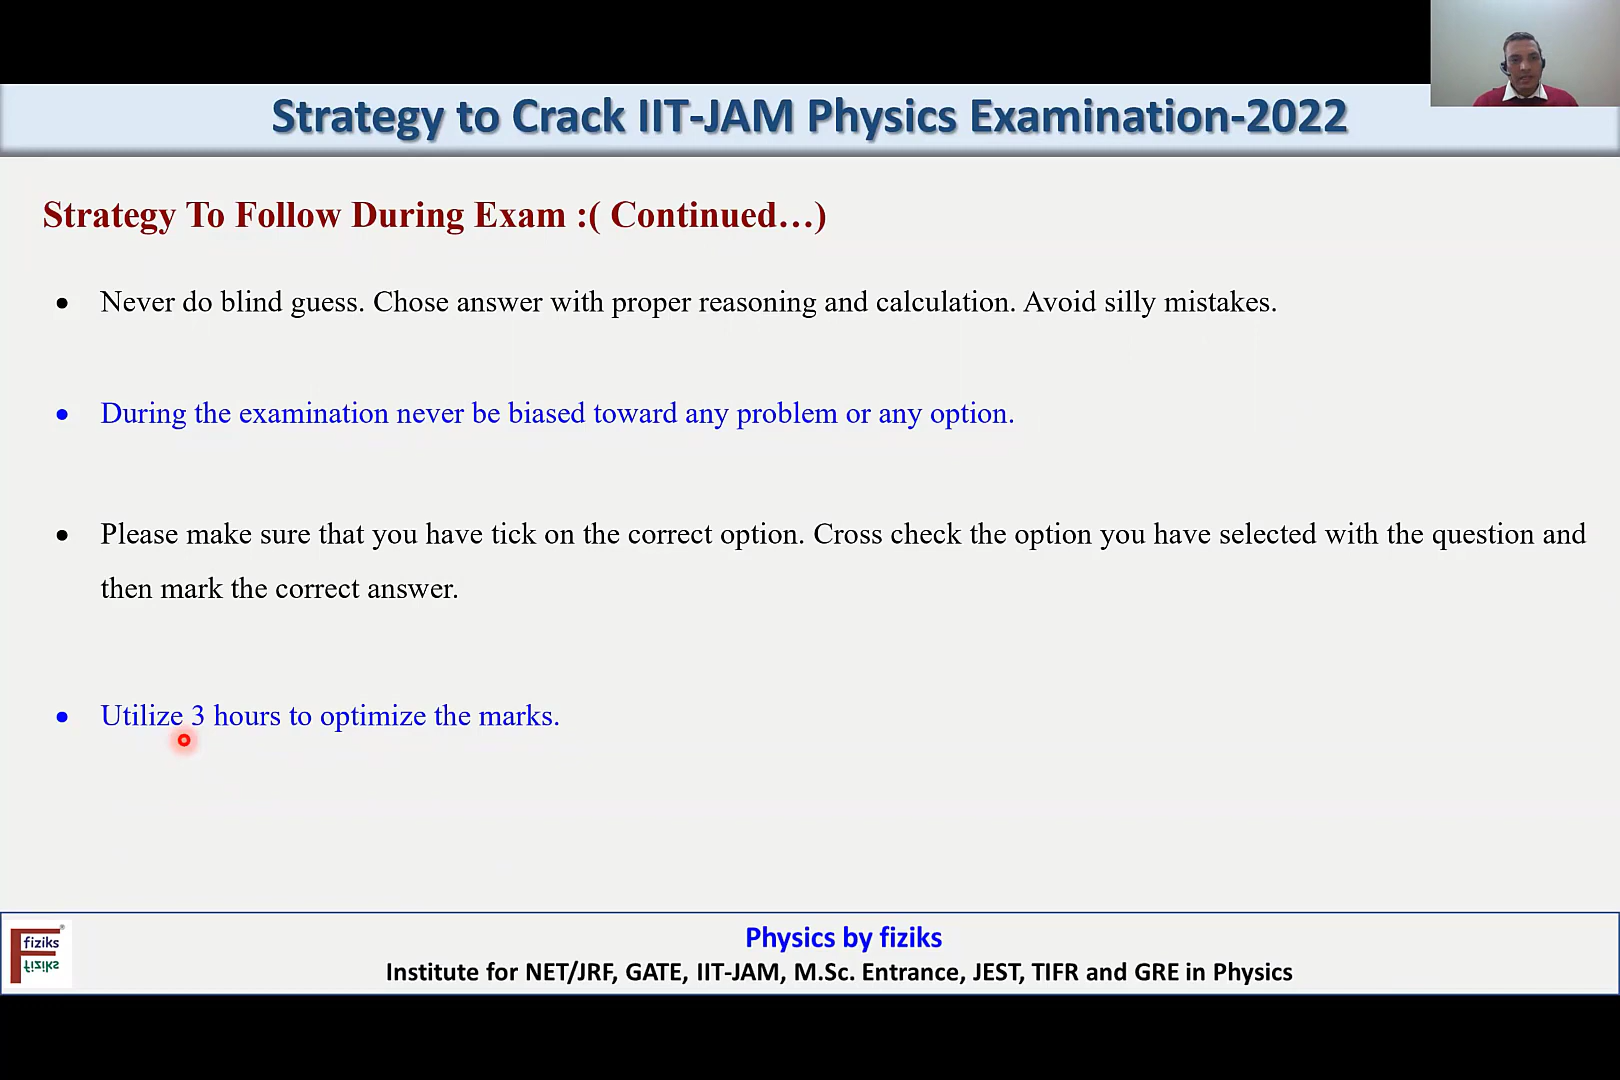 Strategy to Crack IIT-JAM Physics Examination-2022
Strategy To Follow During Exam :( Continued…)
• Never do blind guess. Chose answer with proper reasoning and calculation. Avoid silly mistakes.
• During the examination never be biased toward any problem or any option.
• Please make sure that you have tick on the correct option. Cross check the option you have selected with the question and
then mark the correct answer.
• Utilize 3 hours to optimize the marks.
fiziks
fiziks
®
Physics by fiziks
Institute for NET/JRF, GATE, IIT-JAM, M.Sc. Entrance, JEST, TIFR and GRE in Physics